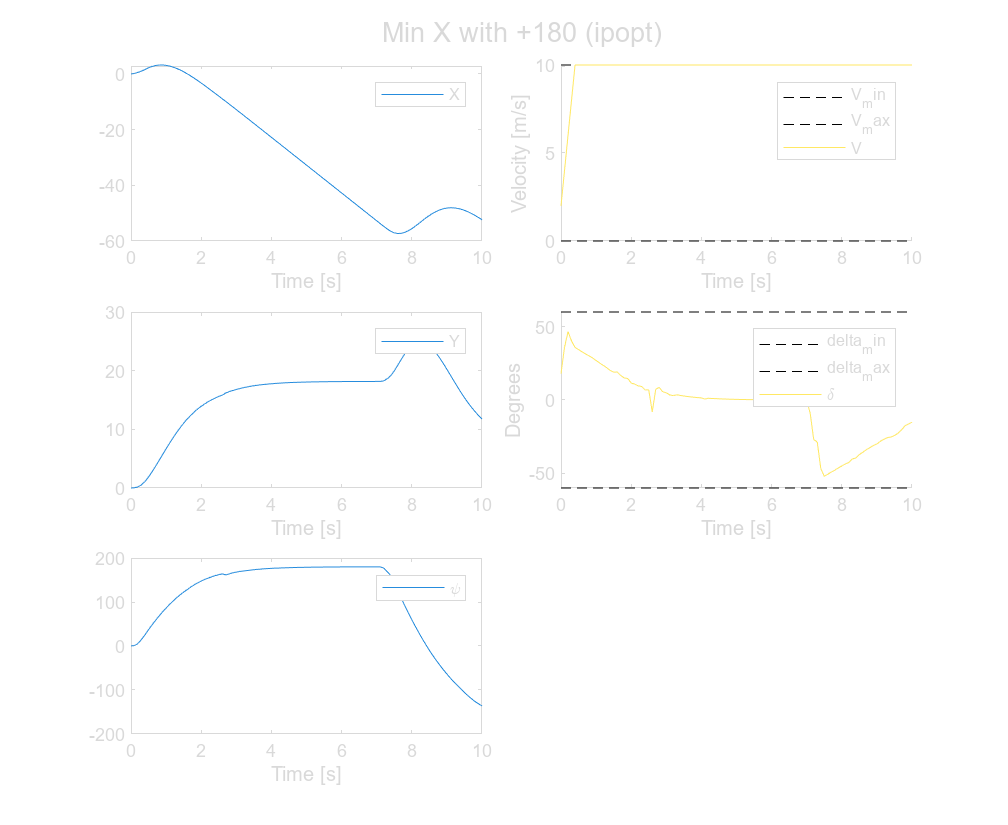 Min X with +180 (ipopt)
0
-20
-40
-60
X
0 2 4 6 8 10
Time [s]
Velocity [m/s]
10
5
0
V_min
V_max
V
0 2 4 6 8 10
Time [s]
30
20
10
0
Y
0 2 4 6 8 10
Time [s]
Degrees
50
0
-50
delta_min
delta_max
δ
0 2 4 6 8 10
Time [s]
200
100
0
-100
-200
ψ
0 2 4 6 8 10
Time [s]